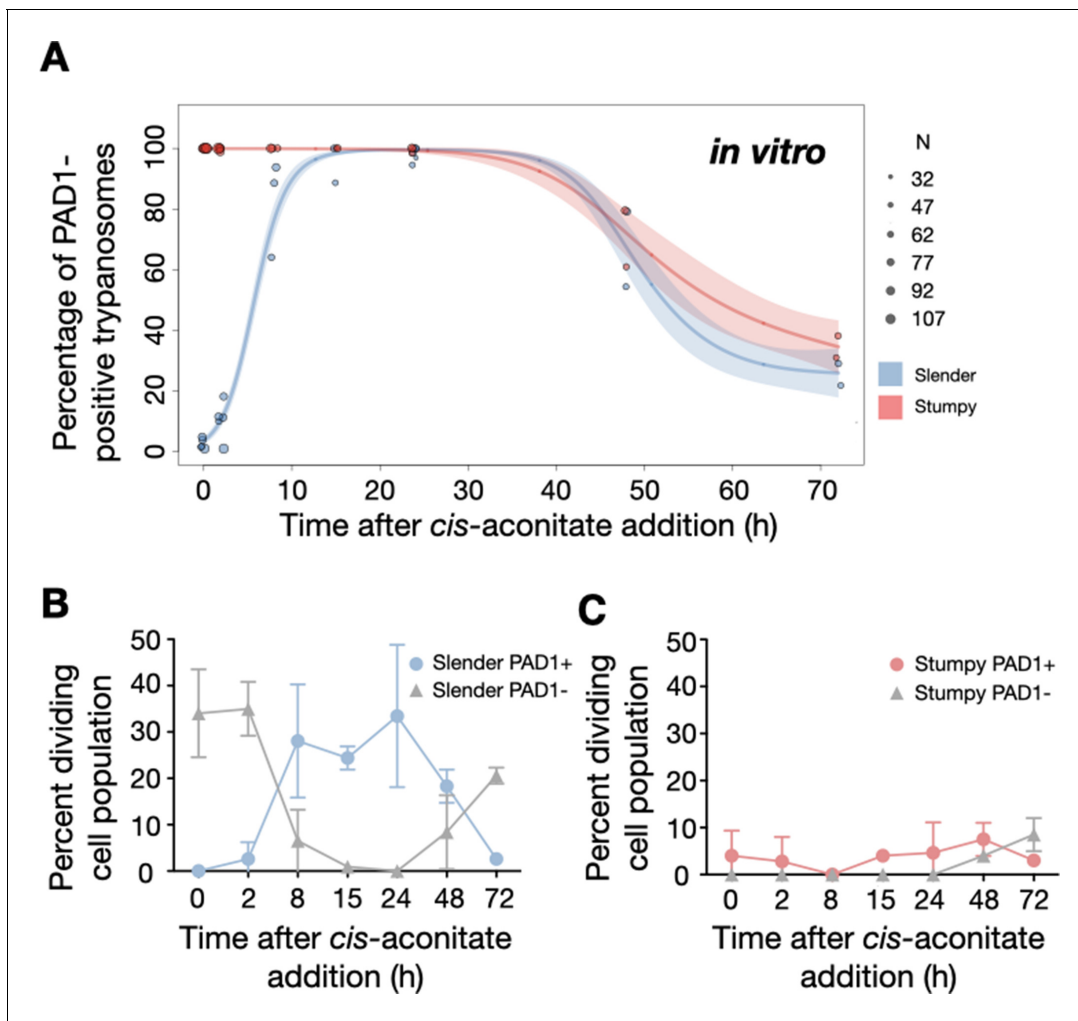 A
Percentage of PAD1-
positive trypanosomes
100
80
60
40
20
0
in vitro
0 10 20 30 40 50 60 70
Time after cis-aconitate addition (h)
N
32
47
62
77
92
107
Slender
Stumpy
B
Percent dividing
cell population
50
40
30
20
10
0
Slender PAD1+
Slender PAD1-
0 2 8 15 24 48 72
Time after cis-aconitate
addition (h)
C
Percent dividing
cell population
50
40
30
20
10
0
Stumpy PAD1+
Stumpy PAD1-
0 2 8 15 24 48 72
Time after cis-aconitate
addition (h)